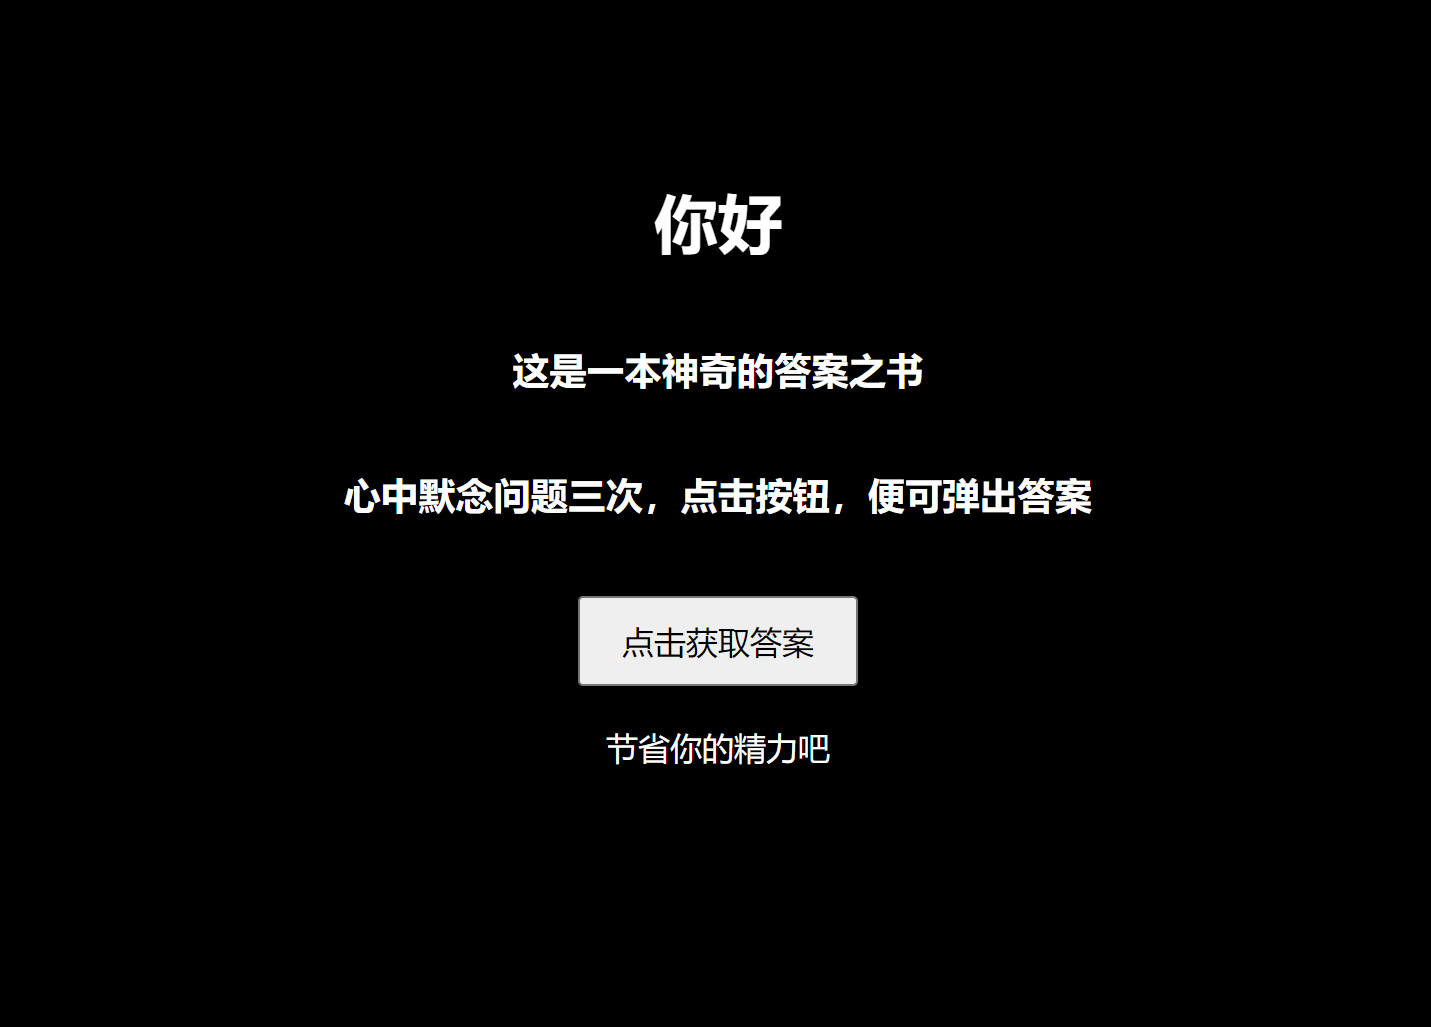 你好
这是一本神奇的答案之书
心中默念问题三次，点击按钮，便可弹出答案
点击获取答案
节省你的精力吧